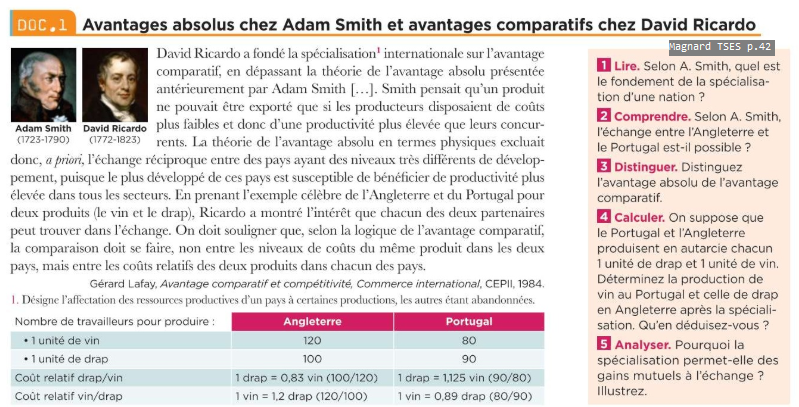 DOC.1 Avantages absolus chez Adam Smith et avantages comparatifs chez David Ricardo
Magnard TSES p.42
Adam Smith
(1723-1790)
David Ricardo
(1772-1823)
David Ricardo a fondé la spécialisation¹ internationale sur l'avantage
comparatif, en dépassant la théorie de l'avantage absolu présentée
antérieurement par Adam Smith […]. Smith pensait qu'un produit
ne pouvait être exporté que si les producteurs disposaient de coûts
plus faibles et donc d'une productivité plus élevée que leurs concur-
rents. La théorie de l'avantage absolu en termes physiques excluait
donc, a priori, l'échange réciproque entre des pays ayant des niveaux très différents de dévelop-
pement, puisque le plus développé de ces pays est susceptible de bénéficier de productivité plus
élevée dans tous les secteurs. En prenant l'exemple célèbre de l'Angleterre et du Portugal pour
deux produits (le vin et le drap), Ricardo a montré l'intérêt que chacun des deux partenaires
peut trouver dans l'échange. On doit souligner que, selon la logique de l'avantage comparatif,
la comparaison doit se faire, non entre les niveaux de coûts du même produit dans les deux
pays, mais entre les coûts relatifs des deux produits dans chacun des pays.
Gérard Lafay, Avantage comparatif et compétitivité, Commerce international, CEPII, 1984.
1. Désigne l'affectation des ressources productives d'un pays à certaines productions, les autres étant abandonnées.
Nombre de travailleurs pour produire : Angleterre Portugal
• 1 unité de vin 120 80
• 1 unité de drap 100 90
Coût relatif drap/vin 1 drap = 0,83 vin (100/120) 1 drap = 1,125 vin (90/80)
Coût relatif vin/drap 1 vin = 1,2 drap (120/100) 1 vin = 0,89 drap (80/90)
1 Lire. Selon A. Smith, quel est
le fondement de la spécialisa-
tion d'une nation ?
2 Comprendre. Selon A. Smith,
l'échange entre l'Angleterre et
le Portugal est-il possible ?
3 Distinguer. Distinguez
l'avantage absolu de l'avantage
comparatif.
4 Calculer. On suppose que
le Portugal et l'Angleterre
produisent en autarcie chacun
1 unité de drap et 1 unité de vin.
Déterminez la production de
vin au Portugal et celle de drap
en Angleterre après la spéciali-
sation. Qu'en déduisez-vous ?
5 Analyser. Pourquoi la
spécialisation permet-elle des
gains mutuels à l'échange ?
Illustrez.